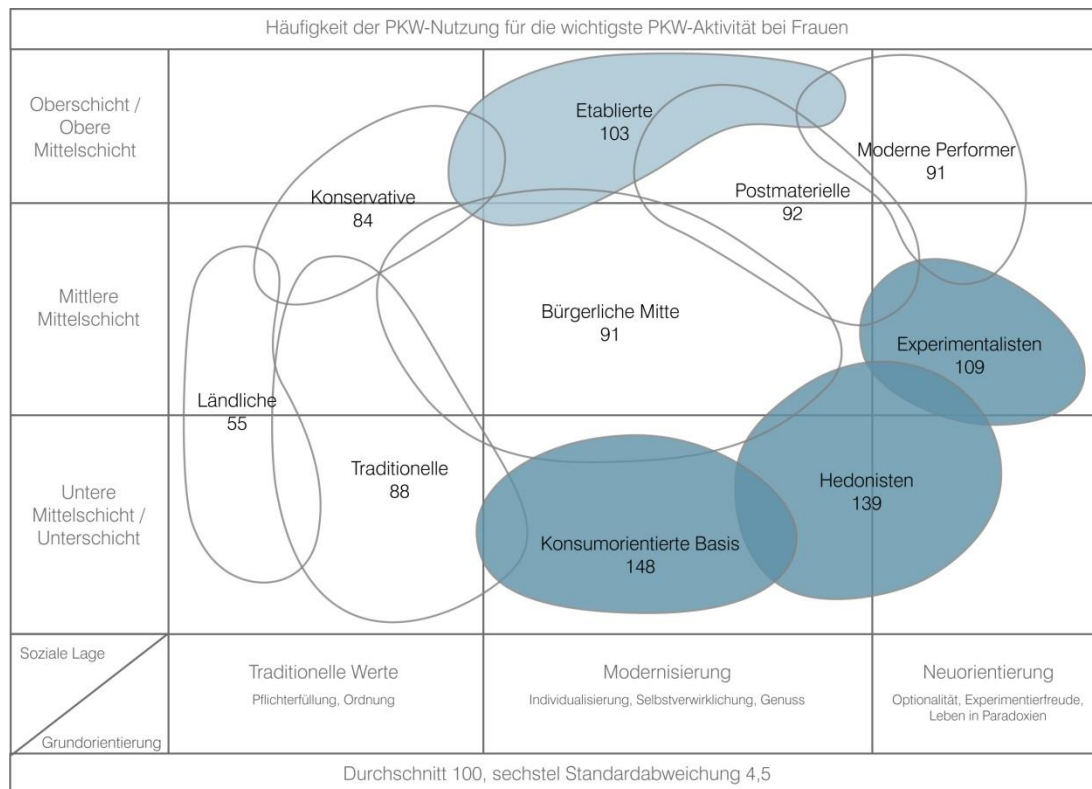 Häufigkeit der PKW-Nutzung für die wichtigste PKW-Aktivität bei Frauen
Oberschicht /
Obere
Mittelschicht
Etablierte
103
Moderne Performer
91
Konservative
84
Postmaterielle
92
Mittlere
Mittelschicht
Bürgerliche Mitte
91
Experimentalisten
109
Ländliche
55
Untere
Mittelschicht /
Unterschicht
Traditionelle
88
Hedonisten
139
Konsumorientierte Basis
148
Soziale Lage
Grundorientierung
Traditionelle Werte
Pflichterfüllung, Ordnung
Modernisierung
Individualisierung, Selbstverwirklichung, Genuss
Neuorientierung
Optionalität, Experimentierfreude,
Leben in Paradoxien
Durchschnitt 100, sechstel Standardabweichung 4,5